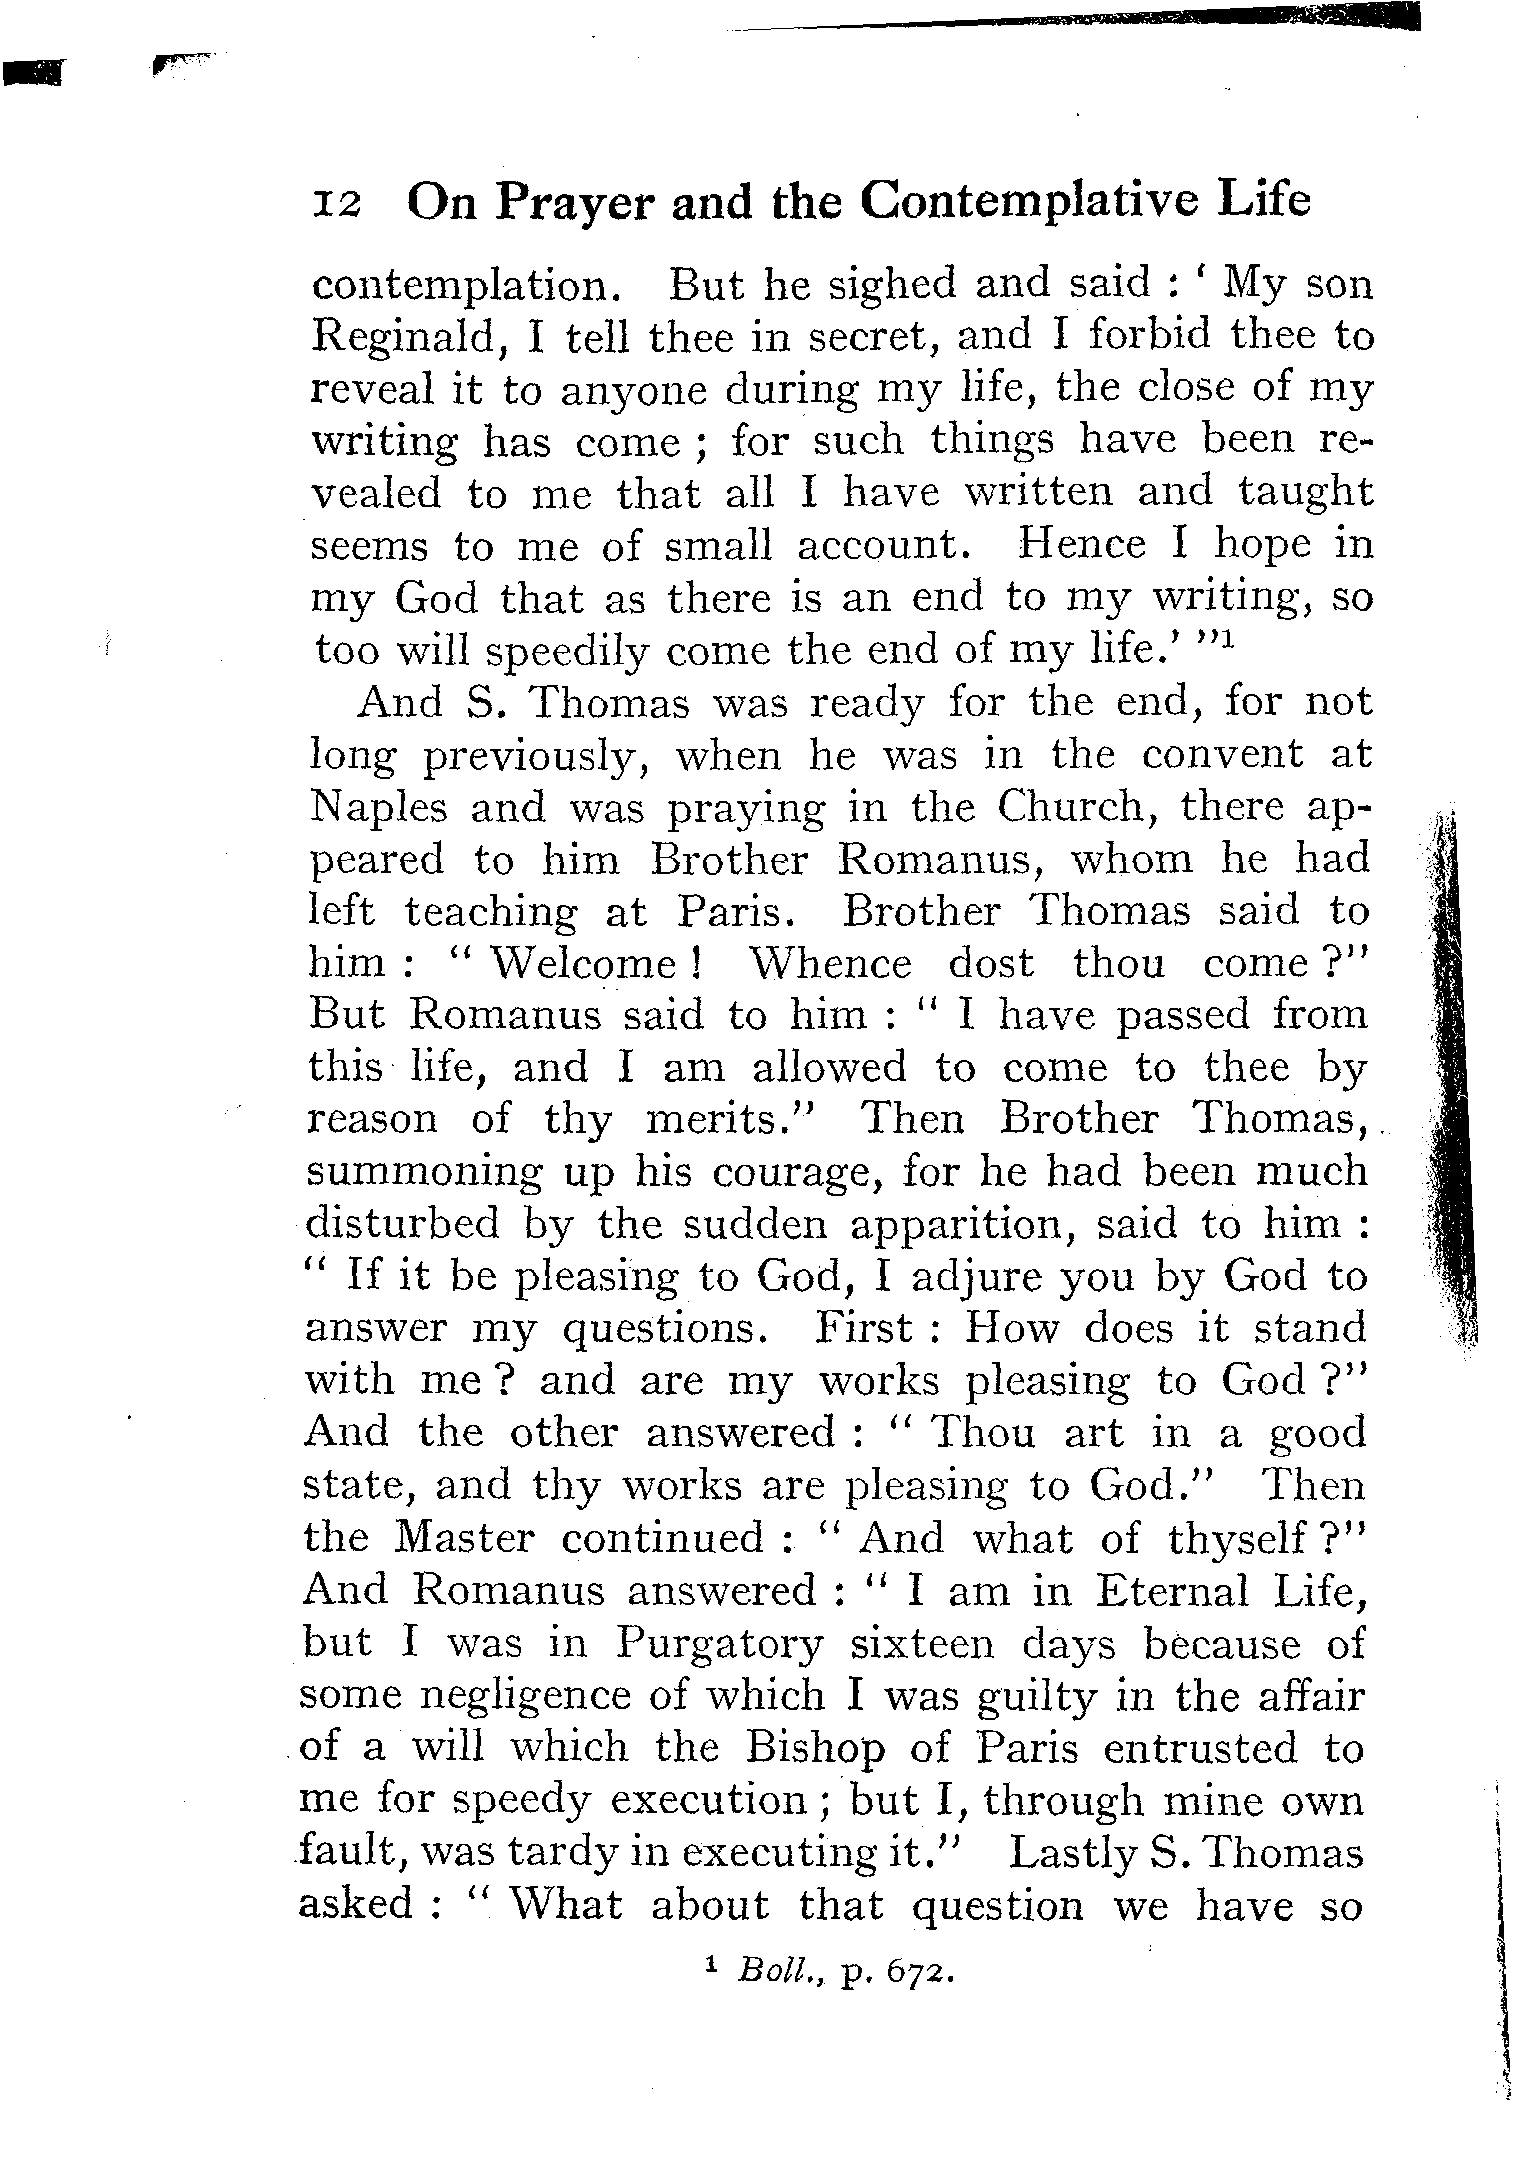 12 On Prayer and the Contemplative Life
contemplation. But he sighed and said : ‘ My son
Reginald, I tell thee in secret, and I forbid thee to
reveal it to anyone during my life, the close of my
writing has come ; for such things have been re-
vealed to me that all I have written and taught
seems to me of small account. Hence I hope in
my God that as there is an end to my writing, so
too will speedily come the end of my life.’ ”¹
And S. Thomas was ready for the end, for not
long previously, when he was in the convent at
Naples and was praying in the Church, there ap-
peared to him Brother Romanus, whom he had
left teaching at Paris. Brother Thomas said to
him : “ Welcome ! Whence dost thou come ?”
But Romanus said to him : “ I have passed from
this life, and I am allowed to come to thee by
reason of thy merits.” Then Brother Thomas,
summoning up his courage, for he had been much
disturbed by the sudden apparition, said to him :
“ If it be pleasing to God, I adjure you by God to
answer my questions. First : How does it stand
with me ? and are my works pleasing to God ?”
And the other answered : “ Thou art in a good
state, and thy works are pleasing to God.” Then
the Master continued : “ And what of thyself ?”
And Romanus answered : “ I am in Eternal Life,
but I was in Purgatory sixteen days because of
some negligence of which I was guilty in the affair
of a will which the Bishop of Paris entrusted to
me for speedy execution ; but I, through mine own
fault, was tardy in executing it.” Lastly S. Thomas
asked : “ What about that question we have so
¹ Boll., p. 672.